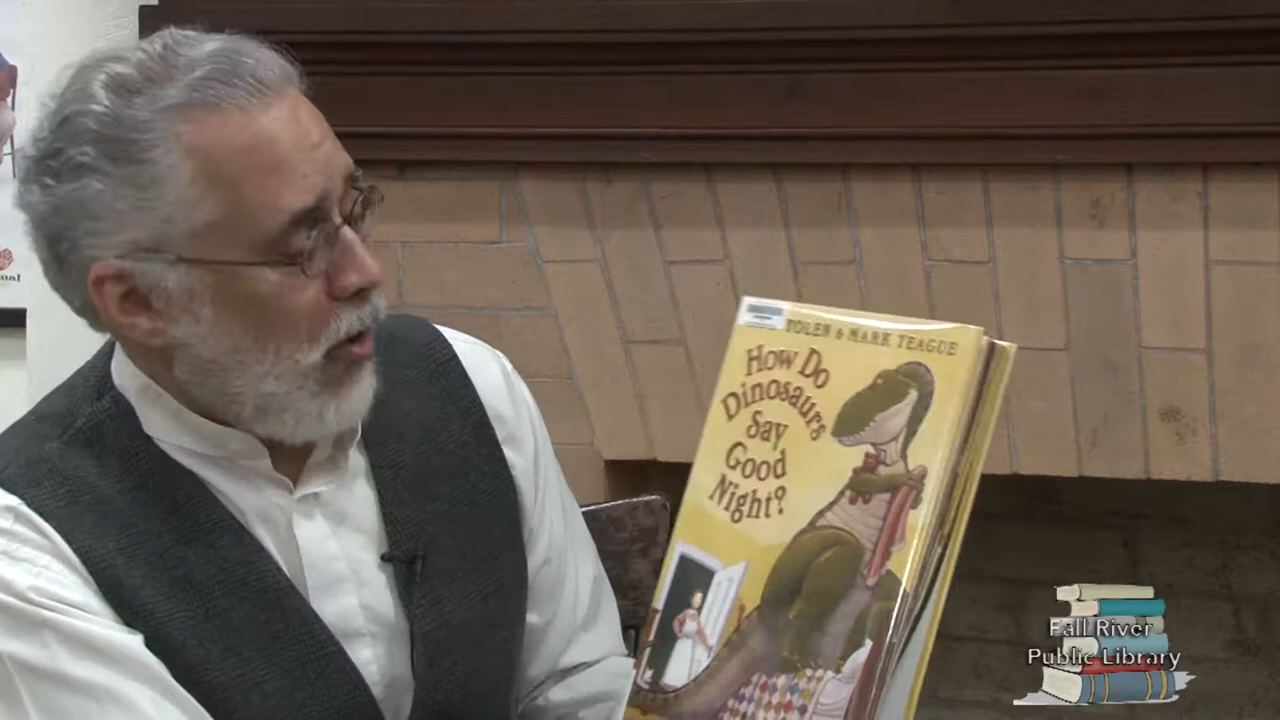 YOLEN & MARK TEAGUE
How Do
Dinosaurs
Say
Good
Night?
Fall River
Public Library